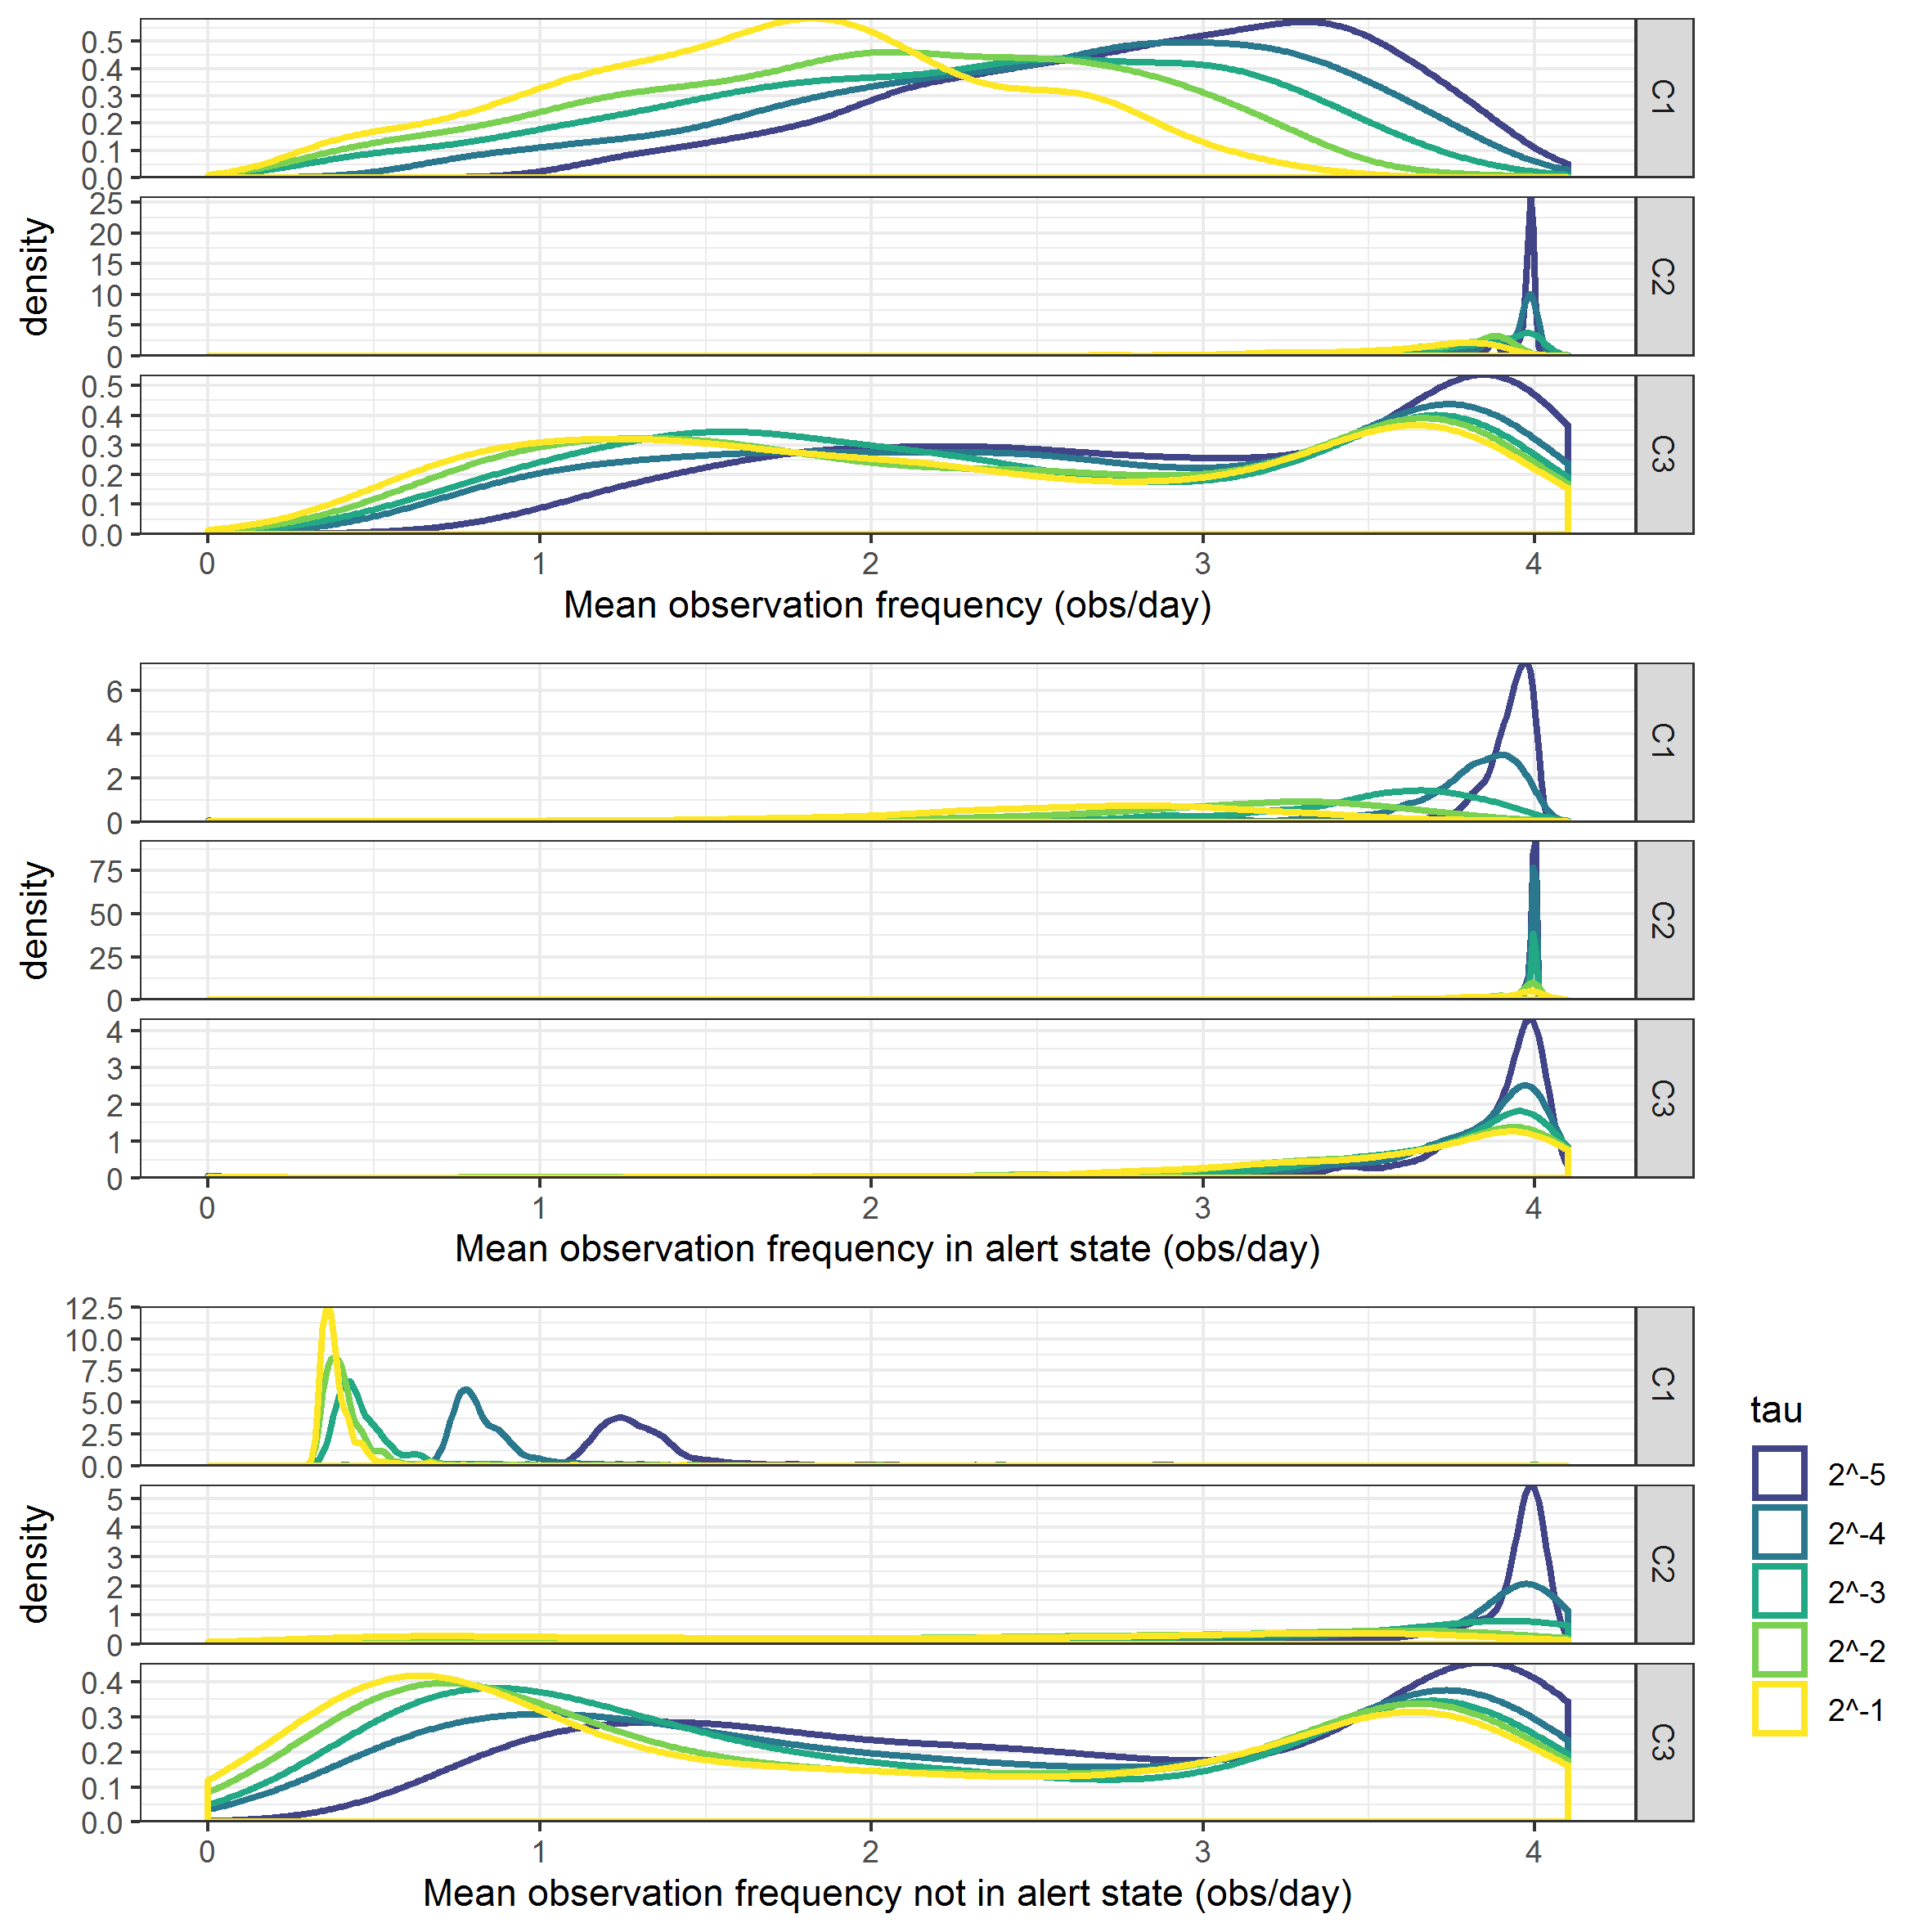 density
0.5
0.4
0.3
0.2
0.1
0.0
C1
25
20
15
10
5
0
C2
0.5
0.4
0.3
0.2
0.1
0.0
C3
0 1 2 3 4
Mean observation frequency (obs/day)
density
6
4
2
0
C1
75
50
25
0
C2
4
3
2
1
0
C3
0 1 2 3 4
Mean observation frequency in alert state (obs/day)
density
12.5
10.0
7.5
5.0
2.5
0.0
C1
5
4
3
2
1
0
C2
0.4
0.3
0.2
0.1
0.0
C3
0 1 2 3 4
Mean observation frequency not in alert state (obs/day)
tau
2^-5
2^-4
2^-3
2^-2
2^-1